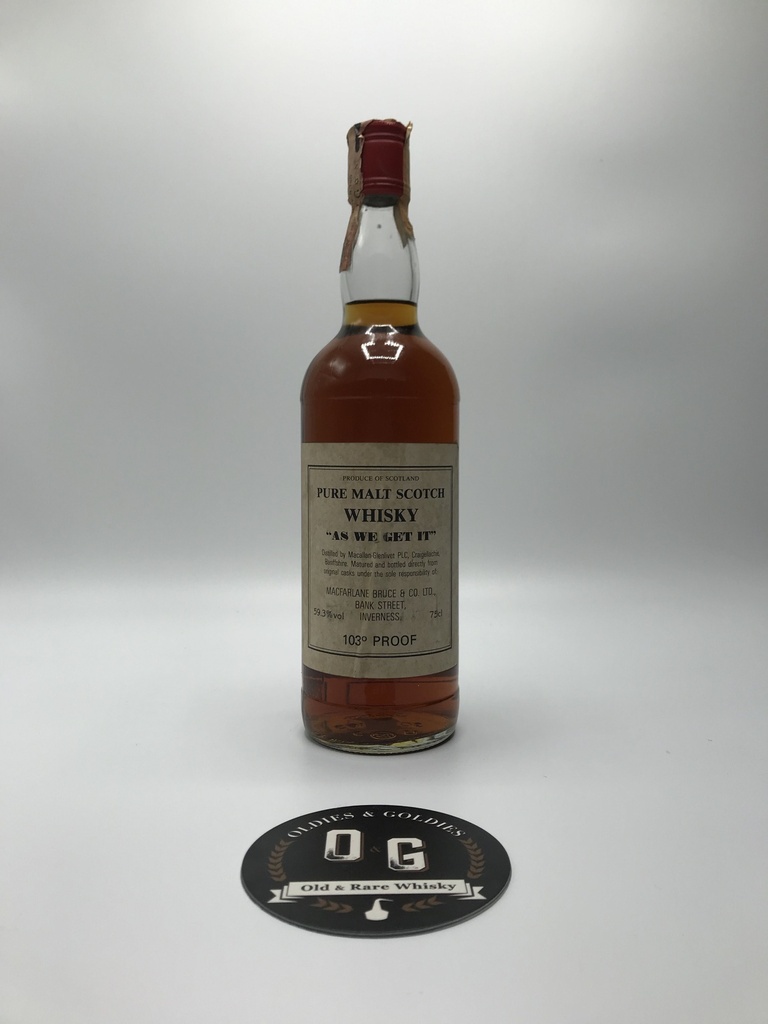 PRODUCE OF SCOTLAND
PURE MALT SCOTCH
WHISKY
"AS WE GET IT"
Distilled by Macallan-Glenlivet PLC, Craigellachie,
Banffshire. Matured and bottled directly from
original casks under the sole responsibility of:
MACFARLANE BRUCE & CO. LTD.,
BANK STREET,
59.3% vol INVERNESS. 75cl
103º PROOF
OLDIES & GOLDIES
O & G
Old & Rare Whisky